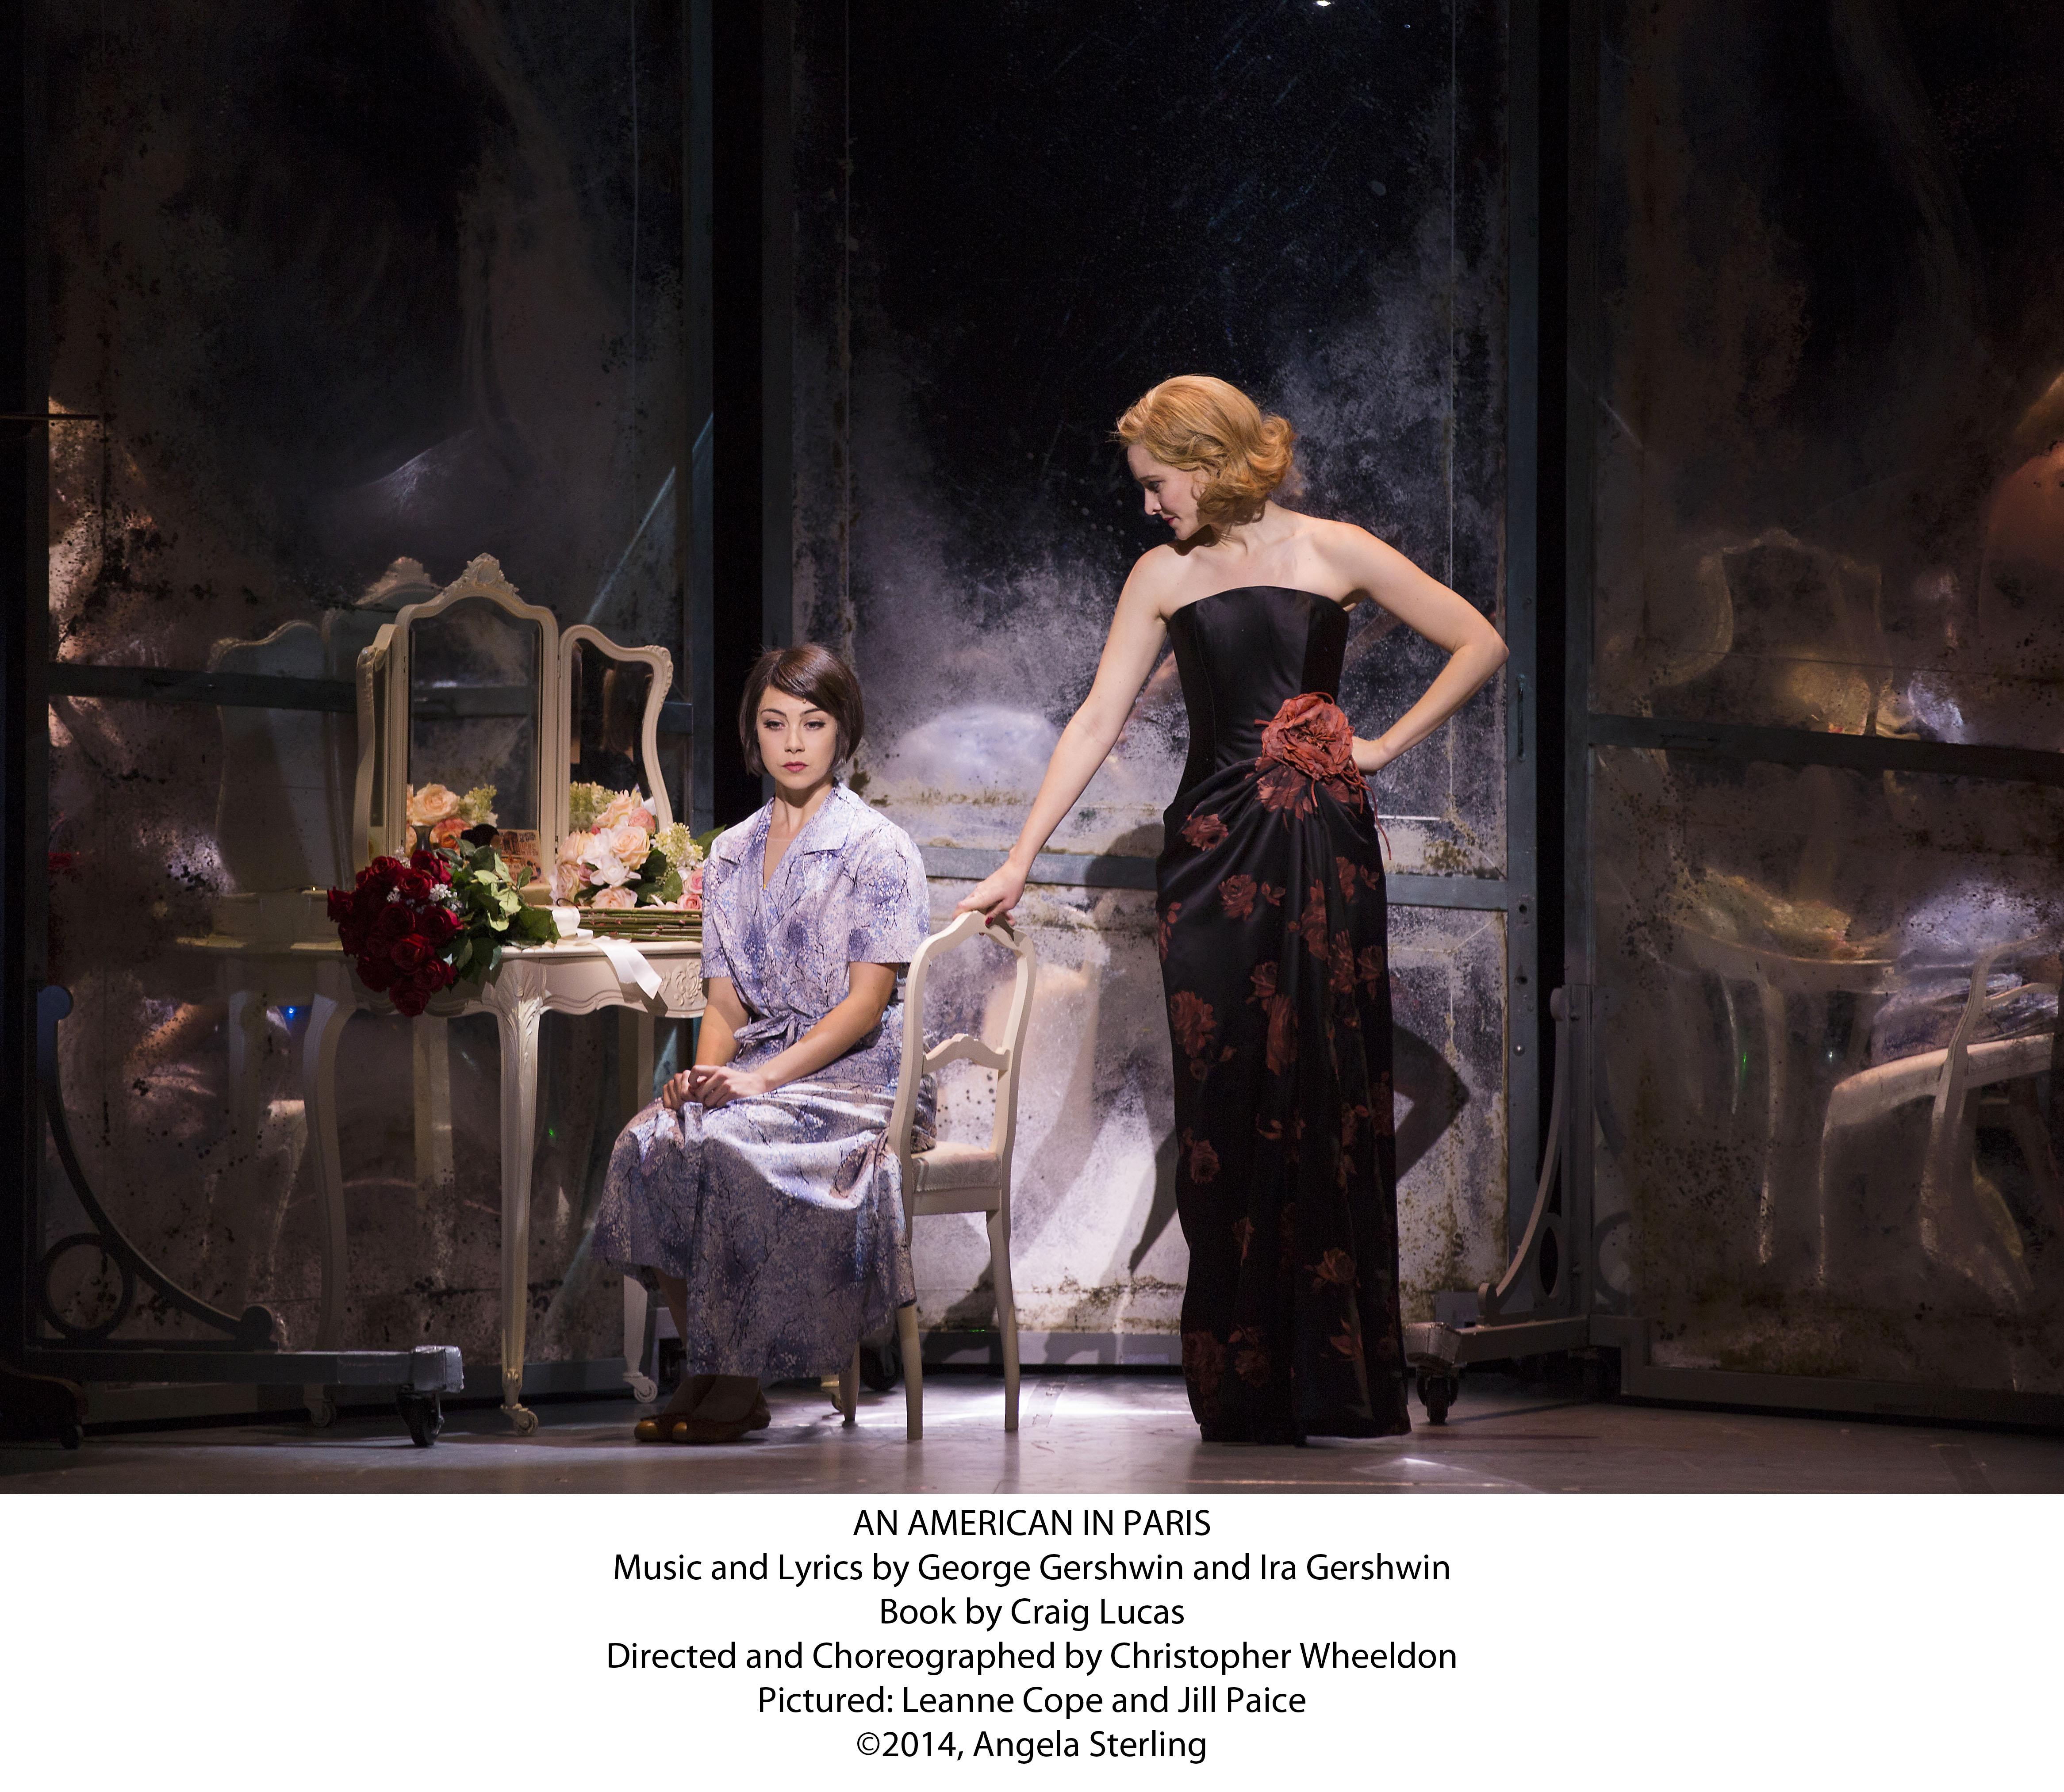 AN AMERICAN IN PARIS
Music and Lyrics by George Gershwin and Ira Gershwin
Book by Craig Lucas
Directed and Choreographed by Christopher Wheeldon
Pictured: Leanne Cope and Jill Paice
©2014, Angela Sterling